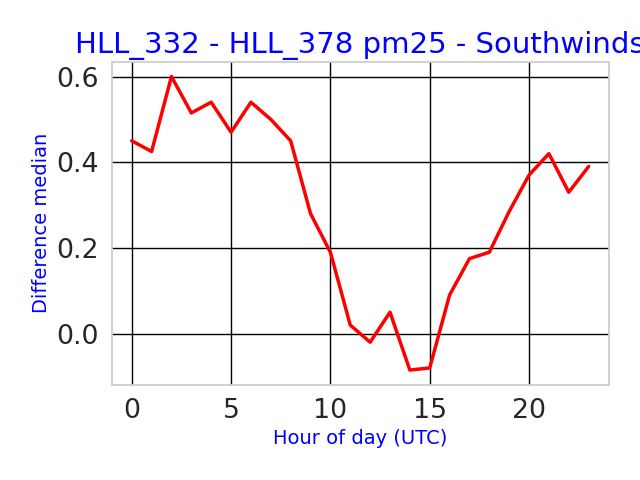 HLL_332 - HLL_378 pm25 - Southwinds
0.6
0.4
0.2
0.0
Difference median
0 5 10 15 20
Hour of day (UTC)